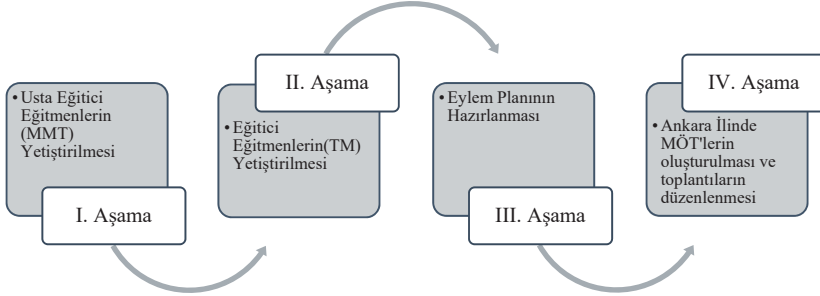 • Usta Eğitici
Eğitmenlerin
(MMT)
Yetiştirilmesi
I. Aşama
II. Aşama
• Eğitici
Eğitmenlerin(TM)
Yetiştirilmesi
• Eylem Planının
Hazırlanması
III. Aşama
IV. Aşama
• Ankara İlinde
MÖT'lerin
oluşturulması ve
toplantıların
düzenlenmesi